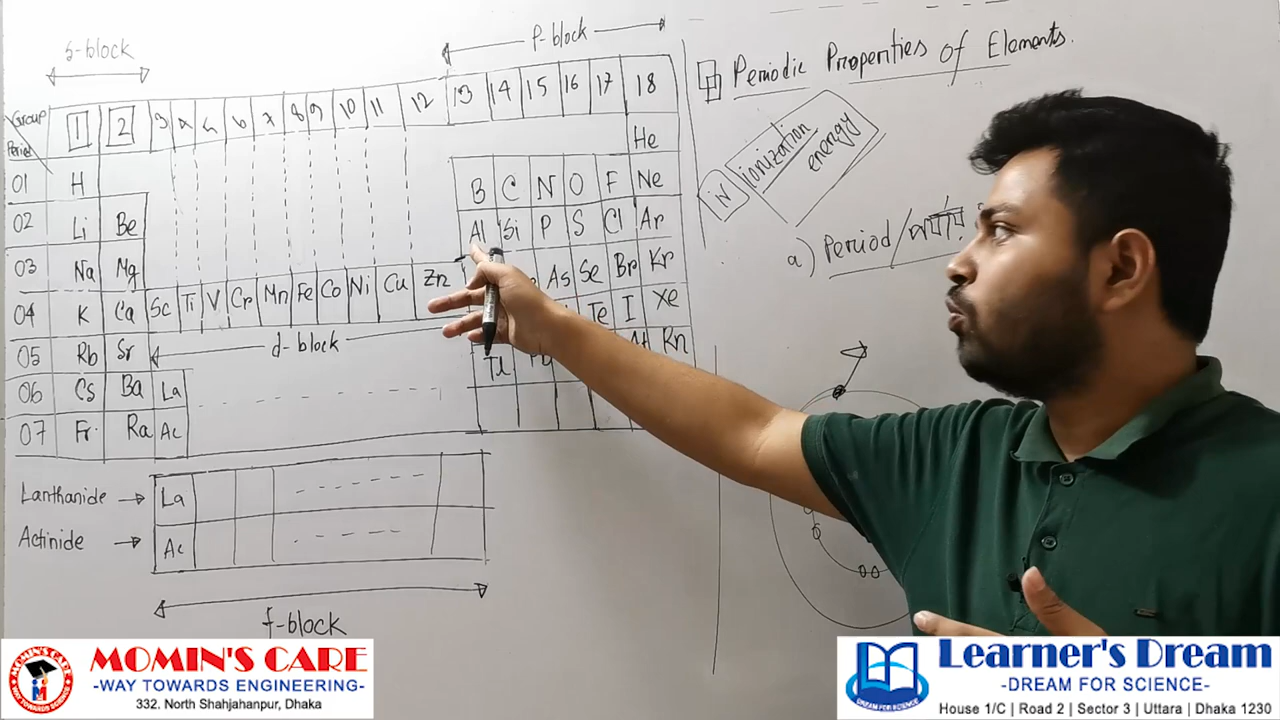 s-block
p-block
Group
Period
1 2 3 4 5 6 7 8 9 10 11 12 13 14 15 16 17 18
He
01 H B C N O F Ne
02 Li Be Al Si P S Cl Ar
03 Na Mg As Se Br Kr
04 K Ca Sc Ti V Cr Mn Fe Co Ni Cu Zn Te I Xe
05 Rb Sr d-block Tl Rn
06 Cs Ba La
07 Fr Ra Ac
Lanthanide → La
Actinide → Ac
f-block
Periodic Properties of Elements.
iv ionization
energy
a) Period/পর্যায়
MOMIN'S CARE
-WAY TOWARDS ENGINEERING-
332, North Shahjahanpur, Dhaka
DREAM FOR SCIENCE
Learner's Dream
-DREAM FOR SCIENCE-
House 1/C | Road 2 | Sector 3 | Uttara | Dhaka 1230